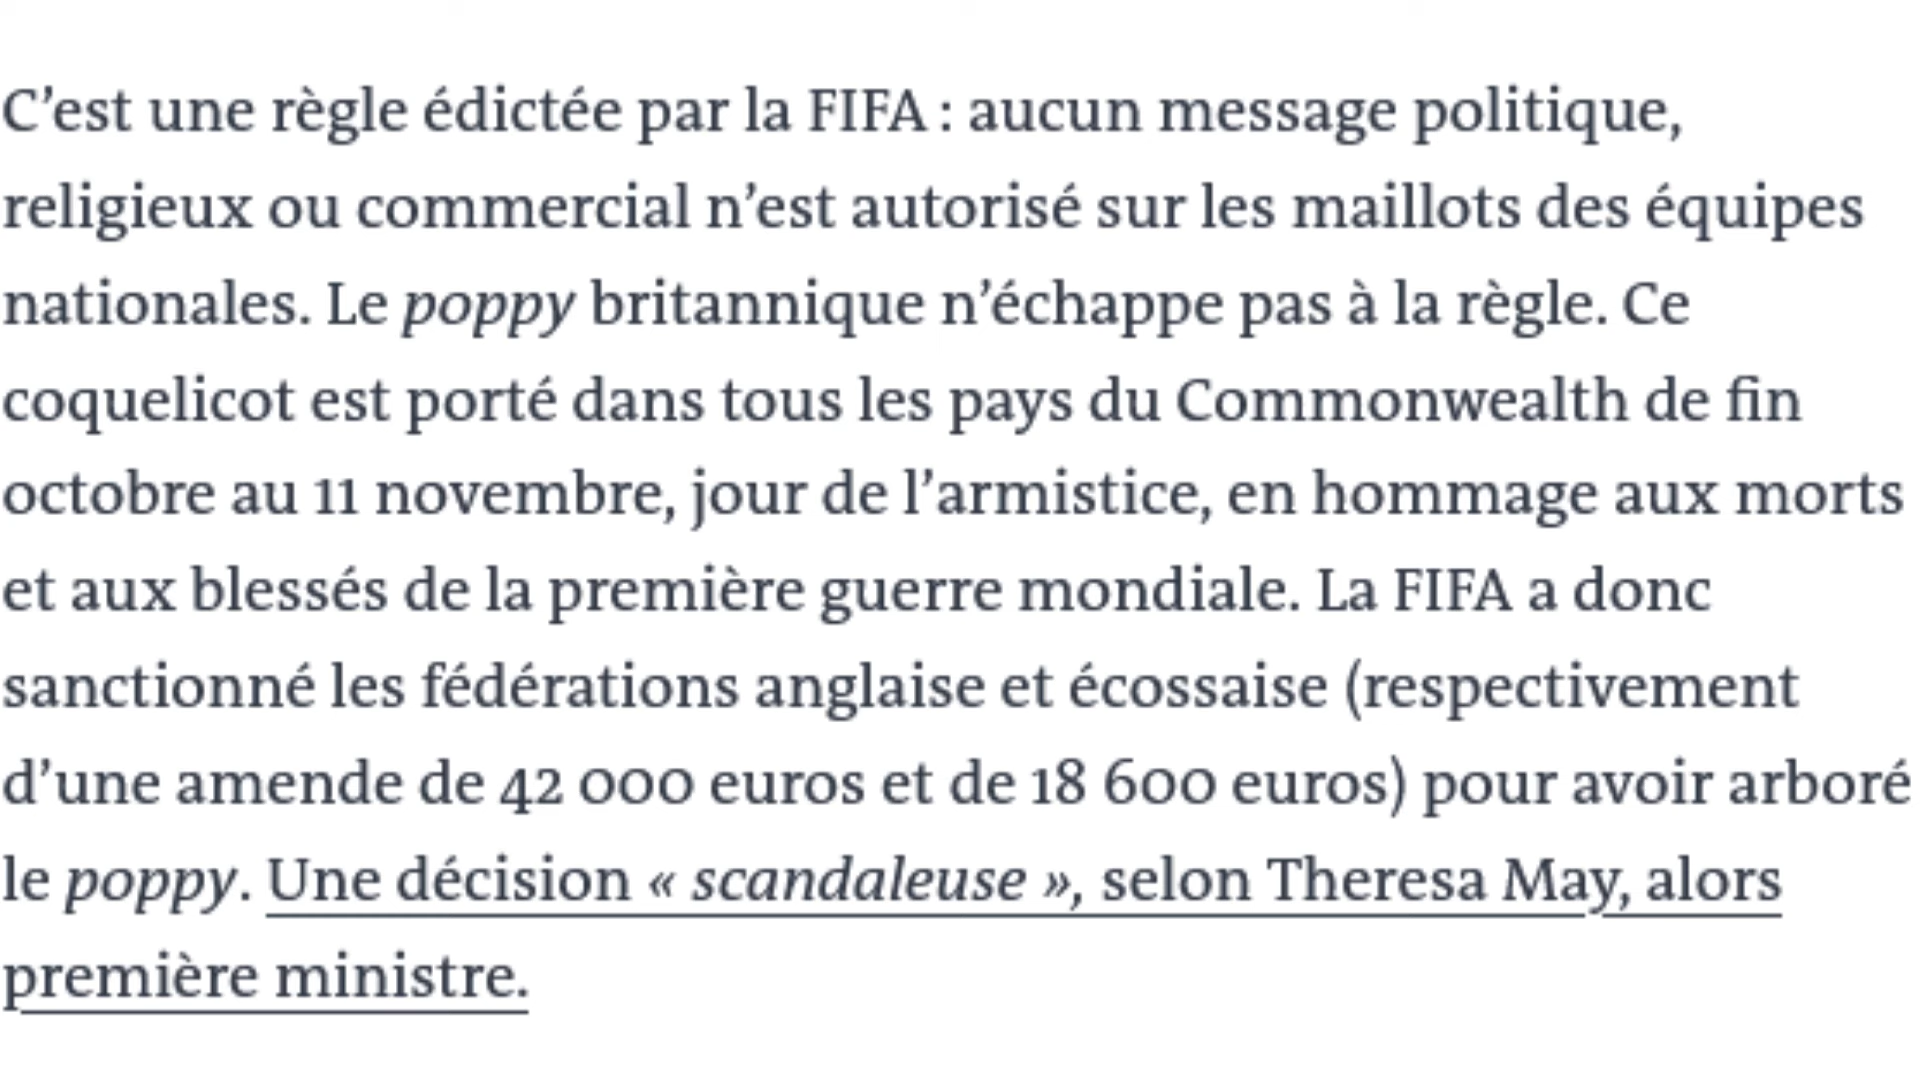 C’est une règle édictée par la FIFA : aucun message politique,
religieux ou commercial n’est autorisé sur les maillots des équipes
nationales. Le poppy britannique n’échappe pas à la règle. Ce
coquelicot est porté dans tous les pays du Commonwealth de fin
octobre au 11 novembre, jour de l’armistice, en hommage aux morts
et aux blessés de la première guerre mondiale. La FIFA a donc
sanctionné les fédérations anglaise et écossaise (respectivement
d’une amende de 42 000 euros et de 18 600 euros) pour avoir arboré
le poppy. Une décision « scandaleuse », selon Theresa May, alors
première ministre.